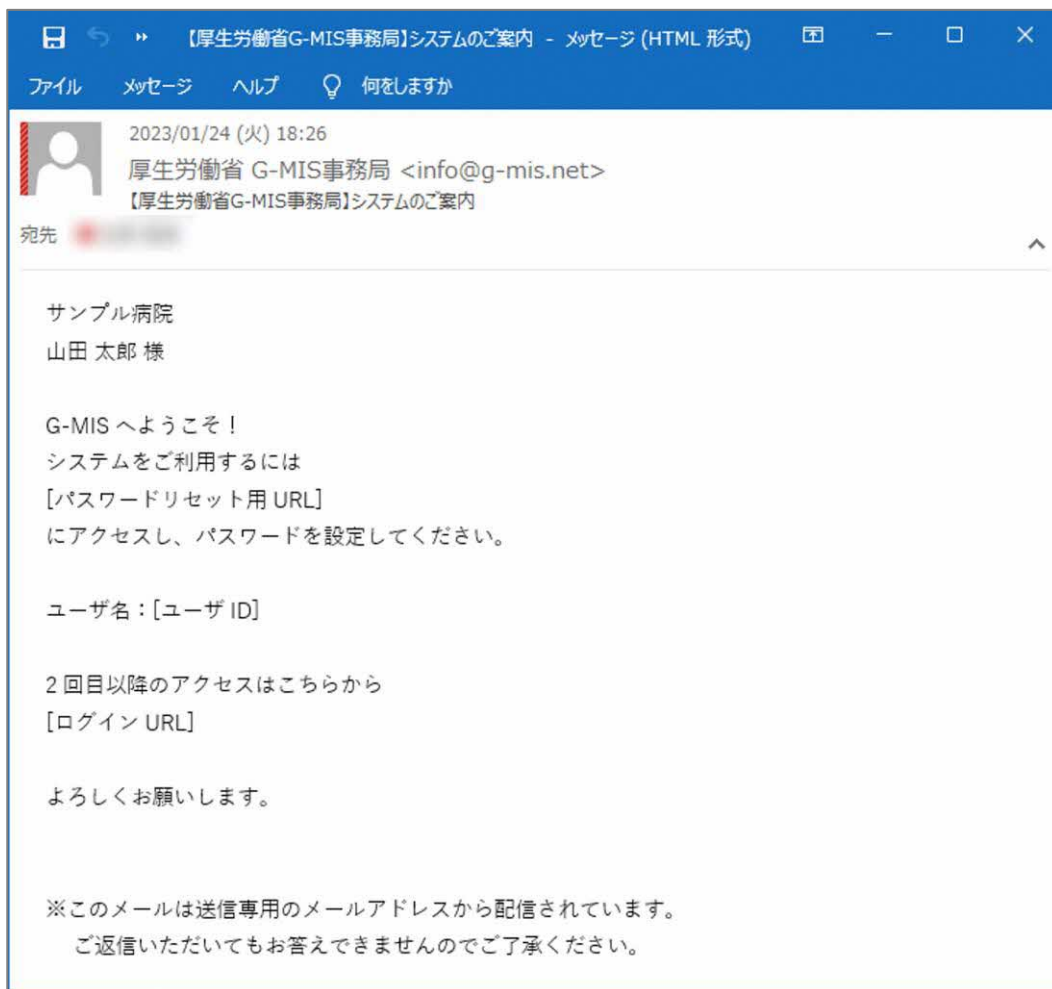 【厚生労働省G-MIS事務局】システムのご案内 - メッセージ (HTML 形式)
ファイル メッセージ ヘルプ 何をしますか
2023/01/24 (火) 18:26
厚生労働省 G-MIS事務局 <info@g-mis.net>
【厚生労働省G-MIS事務局】システムのご案内
宛先
サンプル病院
山田 太郎 様
G-MIS へようこそ！
システムをご利用するには
[パスワードリセット用 URL]
にアクセスし、パスワードを設定してください。
ユーザ名：[ユーザ ID]
2 回目以降のアクセスはこちらから
[ログイン URL]
よろしくお願いします。
※このメールは送信専用のメールアドレスから配信されています。
ご返信いただいてもお答えできませんのでご了承ください。